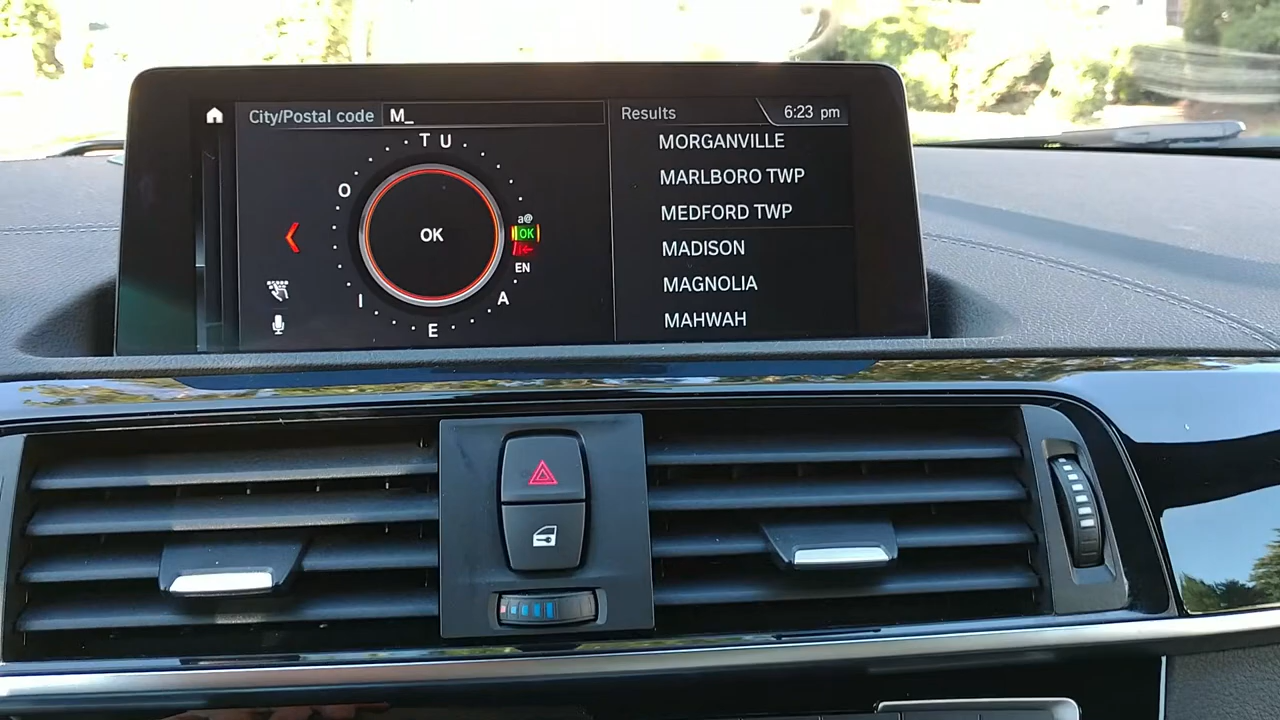 City/Postal code M_
Results
6:23 pm
T U
O
a@
OK
OK
EN
I
A
E
MORGANVILLE
MARLBORO TWP
MEDFORD TWP
MADISON
MAGNOLIA
MAHWAH